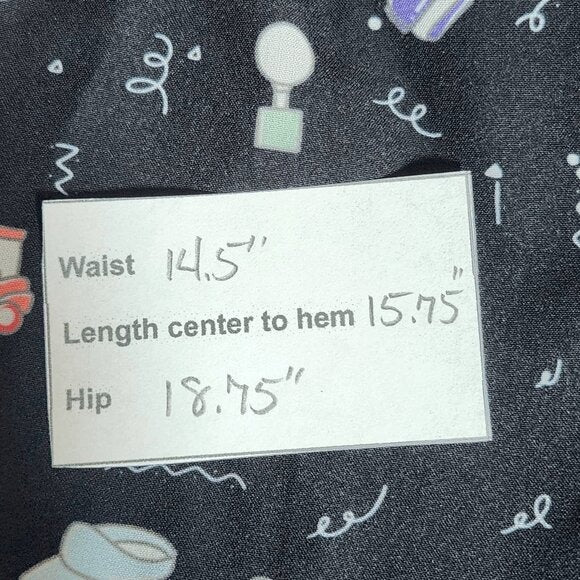 Waist 14.5"
Length center to hem 15.75"
Hip 18.75"